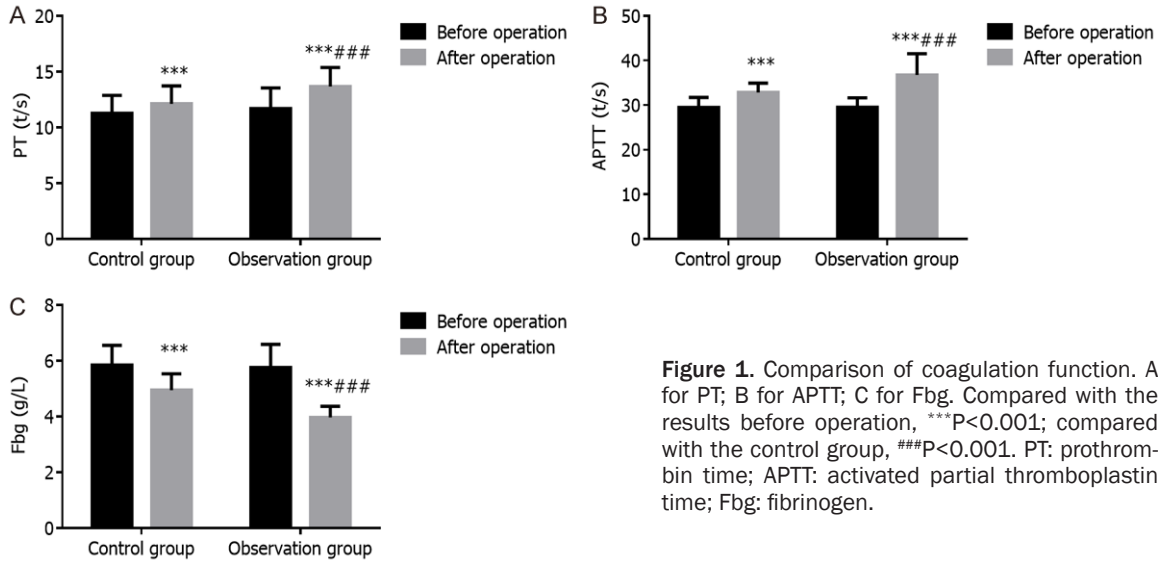 A
20
15
10
5
0
PT (t/s)
***
***###
Control group
Observation group
Before operation
After operation
B
50
40
30
20
10
0
APTT (t/s)
***
***###
Control group
Observation group
Before operation
After operation
C
8
6
4
2
0
Fbg (g/L)
***
***###
Control group
Observation group
Before operation
After operation
Figure 1. Comparison of coagulation function. A
for PT; B for APTT; C for Fbg. Compared with the
results before operation, ***P<0.001; compared
with the control group, ###P<0.001. PT: prothrom-
bin time; APTT: activated partial thromboplastin
time; Fbg: fibrinogen.